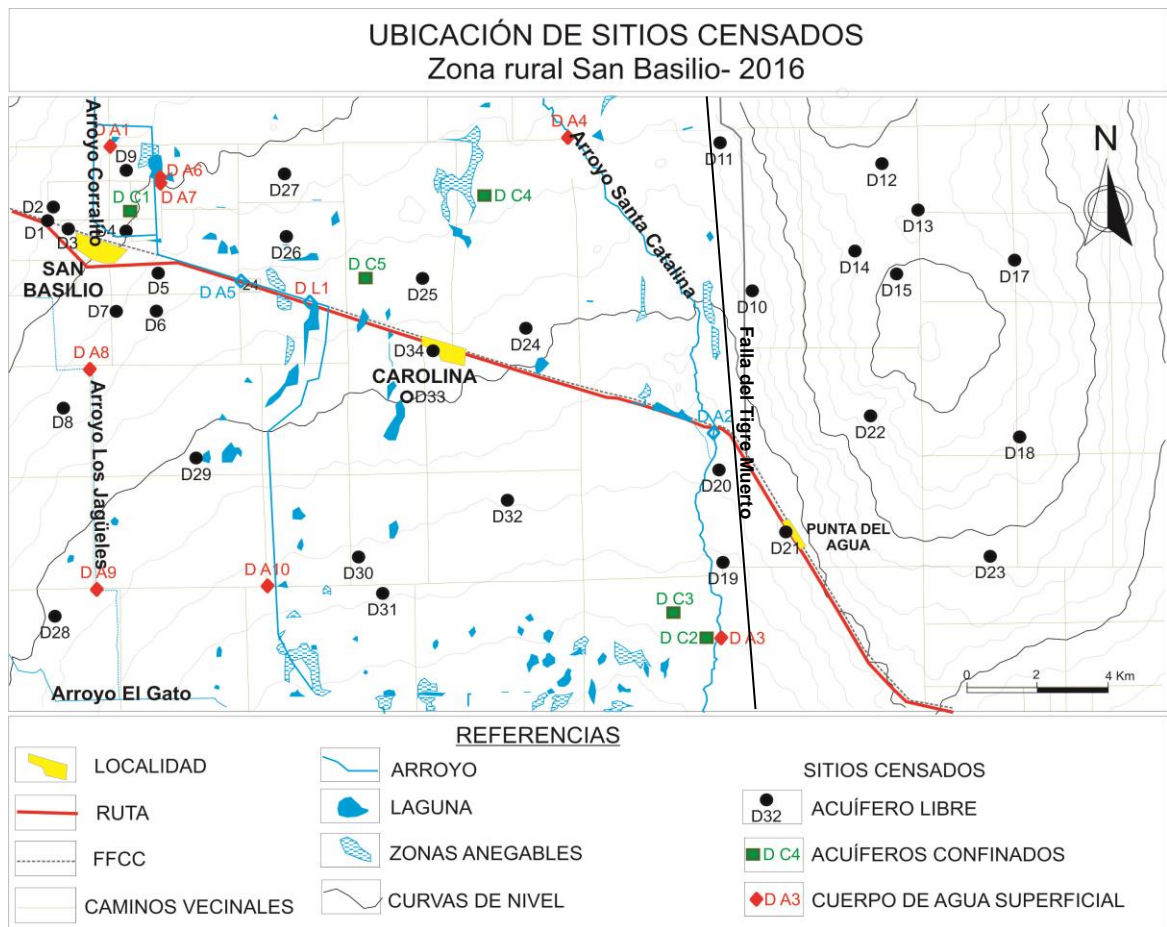 UBICACIÓN DE SITIOS CENSADOS
Zona rural San Basilio- 2016
Arroyo Corralito
D A1
D9
D A6
D A7
D C1
D2
D1
D3
D4
SAN
BASILIO
D5
D7
D6
D27
D26
D A5
24
D L1
D C5
D25
D C4
D A4
Arroyo Santa Catalina
D11
D12
D13
D14
D15
D17
D10
N
Falla del Tigre Muerto
D24
D34
CAROLINA
D33
D A8
D8
Arroyo Los Jagüeles
D29
D A2
D20
D22
D18
D32
D21
PUNTA DEL
AGUA
D30
D31
D19
D23
D A9
D A10
D28
D C3
D C2
D A3
Arroyo El Gato
0 2 4 Km
REFERENCIAS
LOCALIDAD
RUTA
FFCC
CAMINOS VECINALES
ARROYO
LAGUNA
ZONAS ANEGABLES
CURVAS DE NIVEL
SITIOS CENSADOS
D32
ACUÍFERO LIBRE
D C4
ACUÍFEROS CONFINADOS
D A3
CUERPO DE AGUA SUPERFICIAL